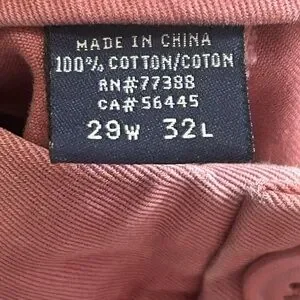 MADE IN CHINA
100% COTTON/COTON
RN#77388
CA#56445
29W 32L